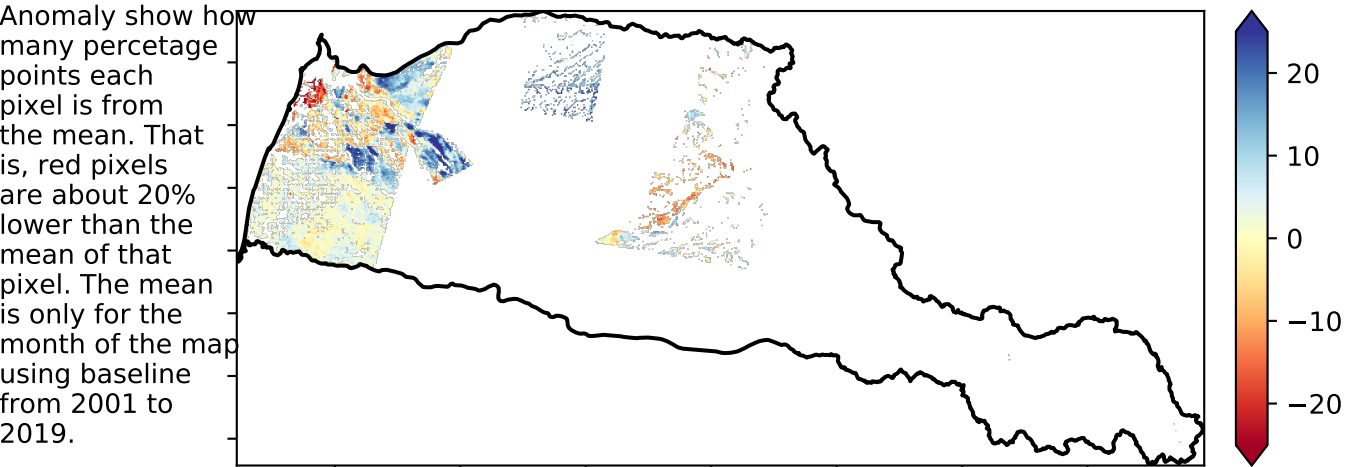 Anomaly show how
many percetage
points each
pixel is from
the mean. That
is, red pixels
are about 20%
lower than the
mean of that
pixel. The mean
is only for the
month of the map
using baseline
from 2001 to
2019.
20
10
0
−10
−20